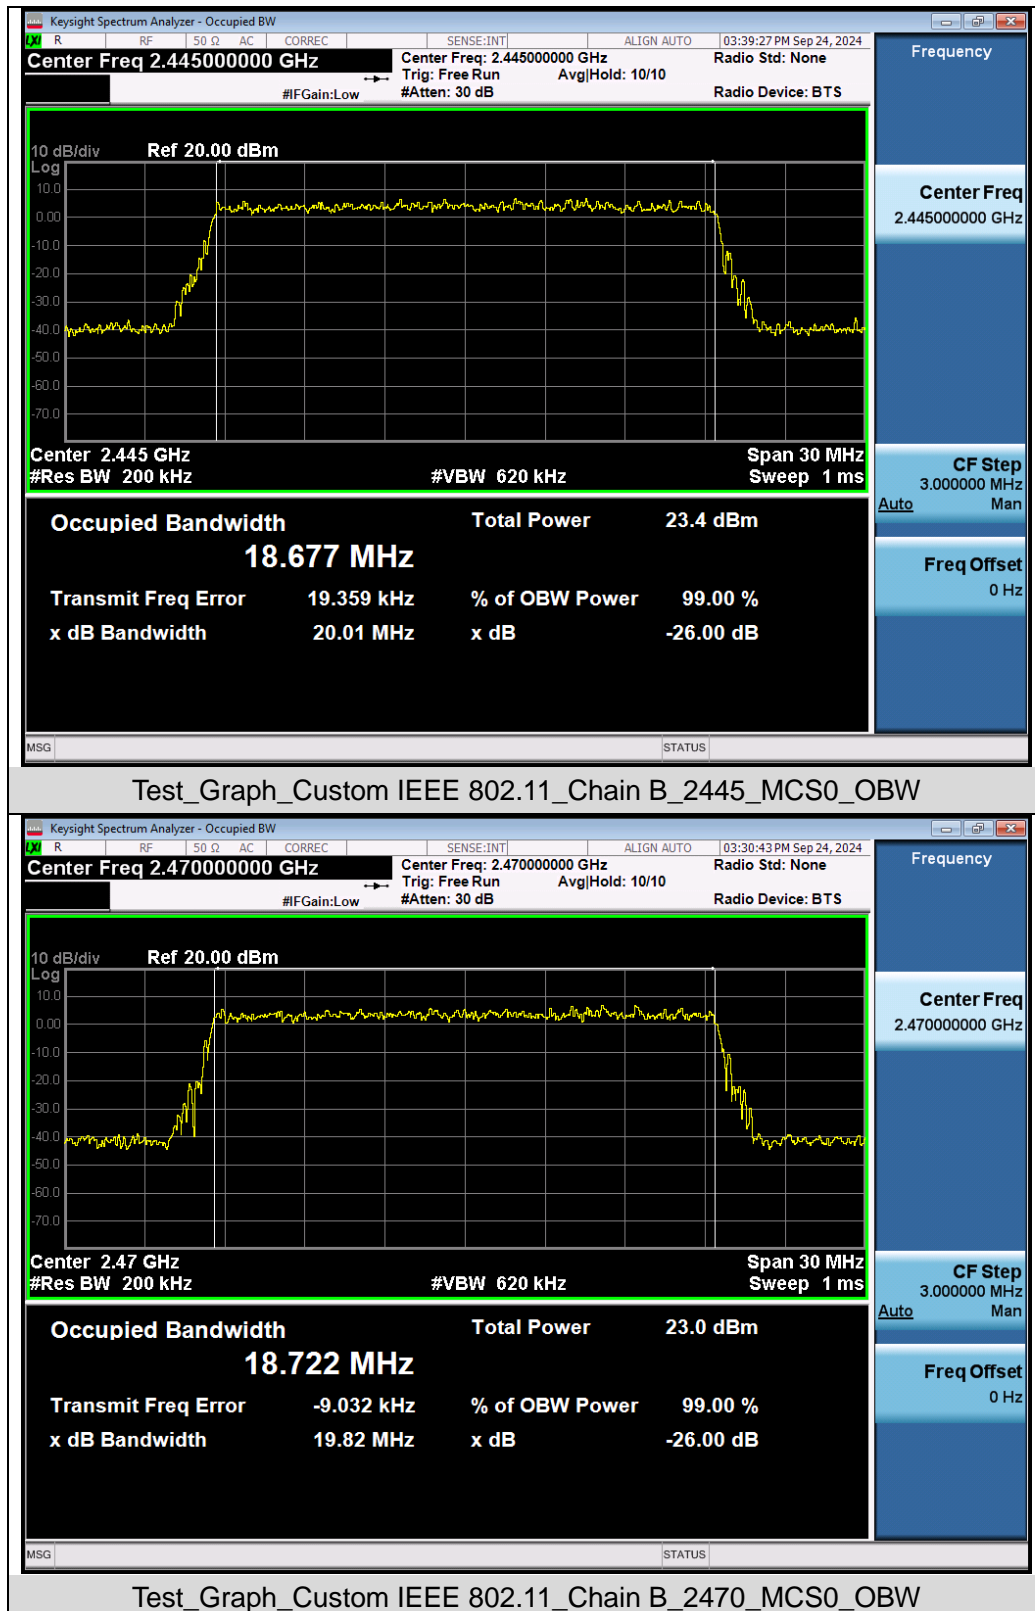 Keysight Spectrum Analyzer - Occupied BW
LXI R RF 50 Ω AC CORREC SENSE:INT ALIGN AUTO 03:39:27 PM Sep 24, 2024
Center Freq 2.445000000 GHz
Center Freq: 2.445000000 GHz
Radio Std: None
Trig: Free Run Avg|Hold: 10/10
#IFGain:Low
#Atten: 30 dB
Radio Device: BTS
Frequency
10 dB/div Ref 20.00 dBm
Log
10.0
0.00
-10.0
-20.0
-30.0
-40.0
-50.0
-60.0
-70.0
Center Freq
2.445000000 GHz
Center 2.445 GHz
Span 30 MHz
#Res BW 200 kHz
#VBW 620 kHz
Sweep 1 ms
CF Step
3.000000 MHz
Auto Man
Occupied Bandwidth
Total Power 23.4 dBm
18.677 MHz
Freq Offset
0 Hz
Transmit Freq Error 19.359 kHz % of OBW Power 99.00 %
x dB Bandwidth 20.01 MHz x dB -26.00 dB
MSG
STATUS
Test_Graph_Custom IEEE 802.11_Chain B_2445_MCS0_OBW
Keysight Spectrum Analyzer - Occupied BW
LXI R RF 50 Ω AC CORREC SENSE:INT ALIGN AUTO 03:30:43 PM Sep 24, 2024
Center Freq 2.470000000 GHz
Center Freq: 2.470000000 GHz
Radio Std: None
Trig: Free Run Avg|Hold: 10/10
#IFGain:Low
#Atten: 30 dB
Radio Device: BTS
Frequency
10 dB/div Ref 20.00 dBm
Log
10.0
0.00
-10.0
-20.0
-30.0
-40.0
-50.0
-60.0
-70.0
Center Freq
2.470000000 GHz
Center 2.47 GHz
Span 30 MHz
#Res BW 200 kHz
#VBW 620 kHz
Sweep 1 ms
CF Step
3.000000 MHz
Auto Man
Occupied Bandwidth
Total Power 23.0 dBm
18.722 MHz
Freq Offset
0 Hz
Transmit Freq Error -9.032 kHz % of OBW Power 99.00 %
x dB Bandwidth 19.82 MHz x dB -26.00 dB
MSG
STATUS
Test_Graph_Custom IEEE 802.11_Chain B_2470_MCS0_OBW